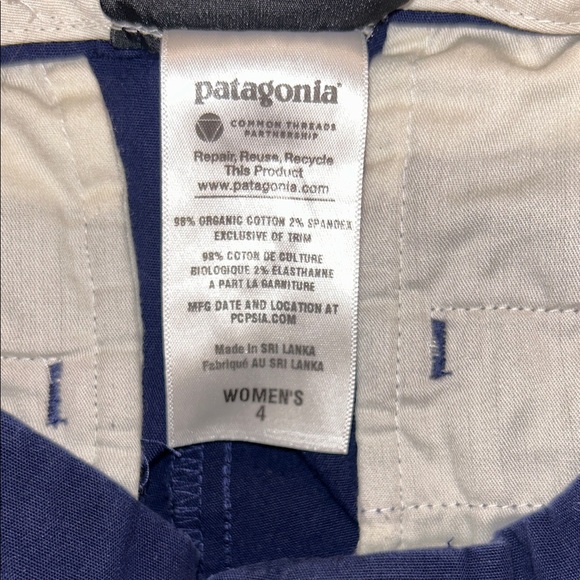 patagonia
COMMON THREADS
PARTNERSHIP
Repair, Reuse, Recycle
This Product
www.patagonia.com
98% ORGANIC COTTON 2% SPANDEX
EXCLUSIVE OF TRIM
98% COTON DE CULTURE
BIOLOGIQUE 2% ELASTHANNE
A PART LA GARNITURE
MFG DATE AND LOCATION AT
PCPSIA.COM
Made in SRI LANKA
Fabriqué AU SRI LANKA
WOMEN'S
4